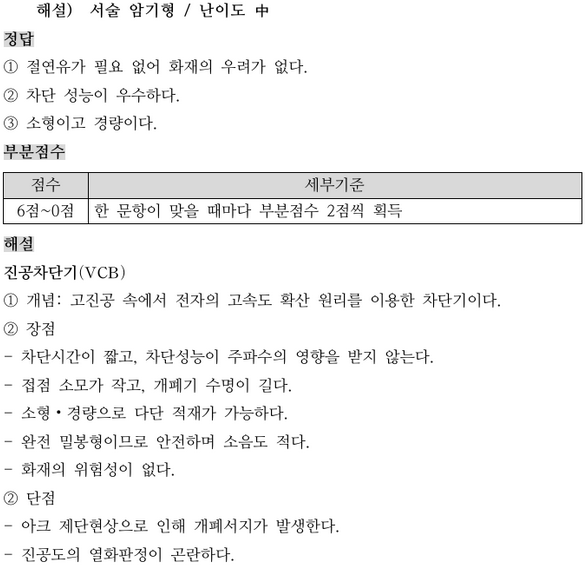 해설) 서술 암기형 / 난이도 中
정답
① 절연유가 필요 없어 화재의 우려가 없다.
② 차단 성능이 우수하다.
③ 소형이고 경량이다.
부분점수
점수 세부기준
6점~0점 한 문항이 맞을 때마다 부분점수 2점씩 획득
해설
진공차단기(VCB)
① 개념: 고진공 속에서 전자의 고속도 확산 원리를 이용한 차단기이다.
② 장점
- 차단시간이 짧고, 차단성능이 주파수의 영향을 받지 않는다.
- 접점 소모가 작고, 개폐기 수명이 길다.
- 소형·경량으로 다단 적재가 가능하다.
- 완전 밀봉형이므로 안전하며 소음도 적다.
- 화재의 위험성이 없다.
② 단점
- 아크 제단현상으로 인해 개폐서지가 발생한다.
- 진공도의 열화판정이 곤란하다.